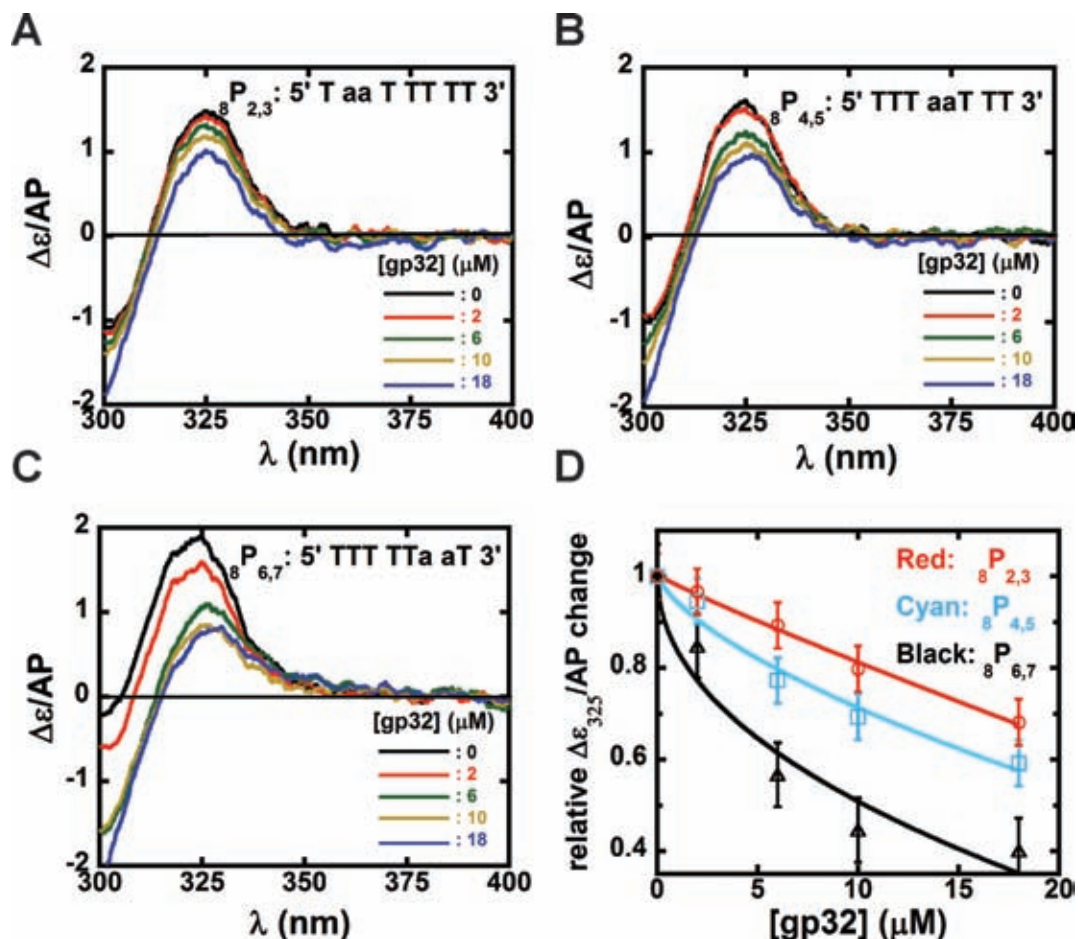 A
₈P₂,₃: 5' T aa T TT TT 3'
Δε/AP
2
1
0
-1
-2
[gp32] (μM)
: 0
: 2
: 6
: 10
: 18
300 325 350 375 400
λ (nm)
B
₈P₄,₅: 5' TTT aaT TT 3'
Δε/AP
2
1
0
-1
-2
[gp32] (μM)
: 0
: 2
: 6
: 10
: 18
300 325 350 375 400
λ (nm)
C
₈P₆,₇: 5' TTT TTa aT 3'
Δε/AP
2
1
0
-1
-2
[gp32] (μM)
: 0
: 2
: 6
: 10
: 18
300 325 350 375 400
λ (nm)
D
Red: ₈P₂,₃
Cyan: ₈P₄,₅
Black: ₈P₆,₇
relative Δε₃₂₅/AP change
1
0.8
0.6
0.4
0 5 10 15 20
[gp32] (μM)